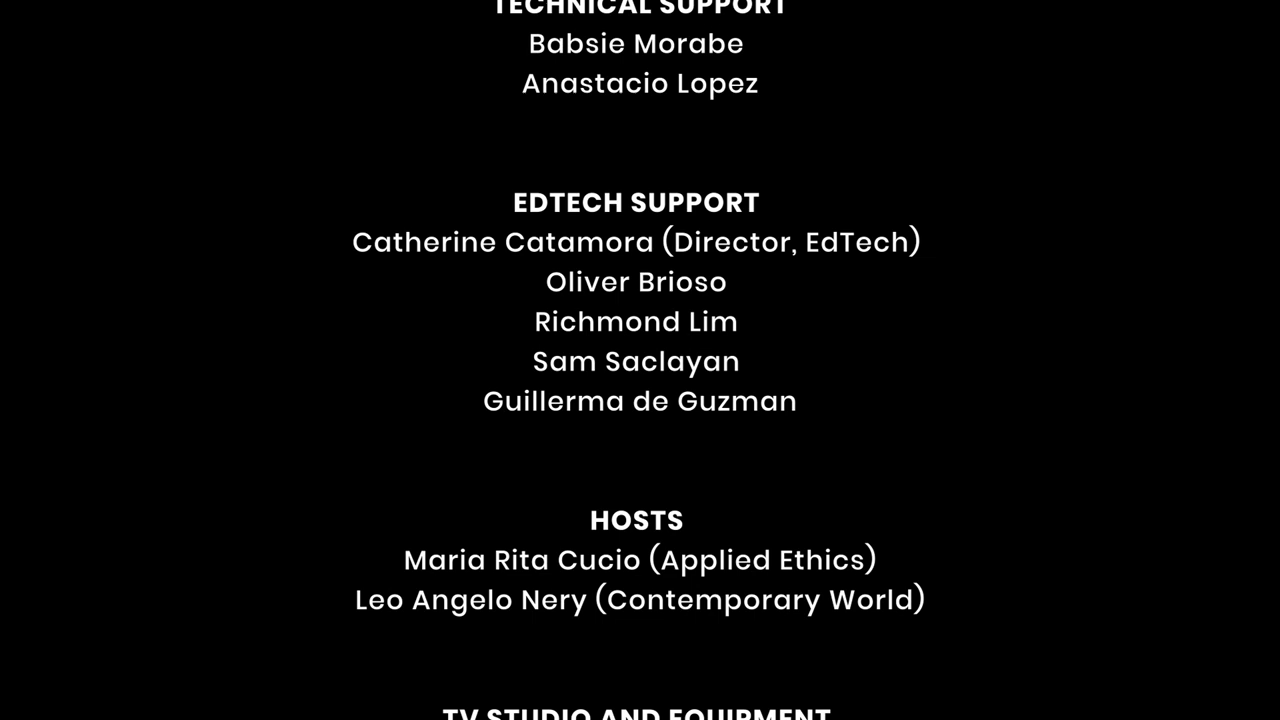 TECHNICAL SUPPORT
Babsie Morabe
Anastacio Lopez
EDTECH SUPPORT
Catherine Catamora (Director, EdTech)
Oliver Brioso
Richmond Lim
Sam Saclayan
Guillerma de Guzman
HOSTS
Maria Rita Cucio (Applied Ethics)
Leo Angelo Nery (Contemporary World)
TV STUDIO AND EQUIPMENT